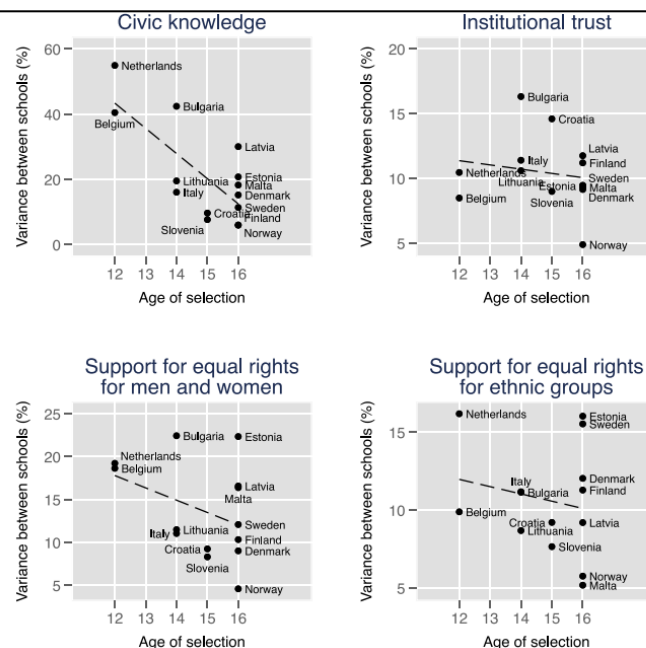 Civic knowledge
Variance between schools (%)
60
40
20
0
Netherlands
Belgium
Bulgaria
Latvia
Lithuania
Italy
Estonia
Malta
Denmark
Croatia
Sweden
Finland
Slovenia
Norway
12 13 14 15 16
Age of selection
Institutional trust
Variance between schools (%)
20
15
10
5
Bulgaria
Croatia
Latvia
Italy
Finland
Netherlands
Lithuania
Sweden
Estonia
Malta
Belgium
Slovenia
Denmark
Norway
12 13 14 15 16
Age of selection
Support for equal rights
for men and women
Variance between schools (%)
25
20
15
10
5
Bulgaria
Estonia
Netherlands
Belgium
Latvia
Malta
Lithuania
Italy
Sweden
Finland
Croatia
Denmark
Slovenia
Norway
12 13 14 15 16
Age of selection
Support for equal rights
for ethnic groups
Variance between schools (%)
15
10
5
Netherlands
Estonia
Sweden
Italy
Denmark
Bulgaria
Finland
Belgium
Croatia
Latvia
Lithuania
Slovenia
Norway
Malta
12 13 14 15 16
Age of selection